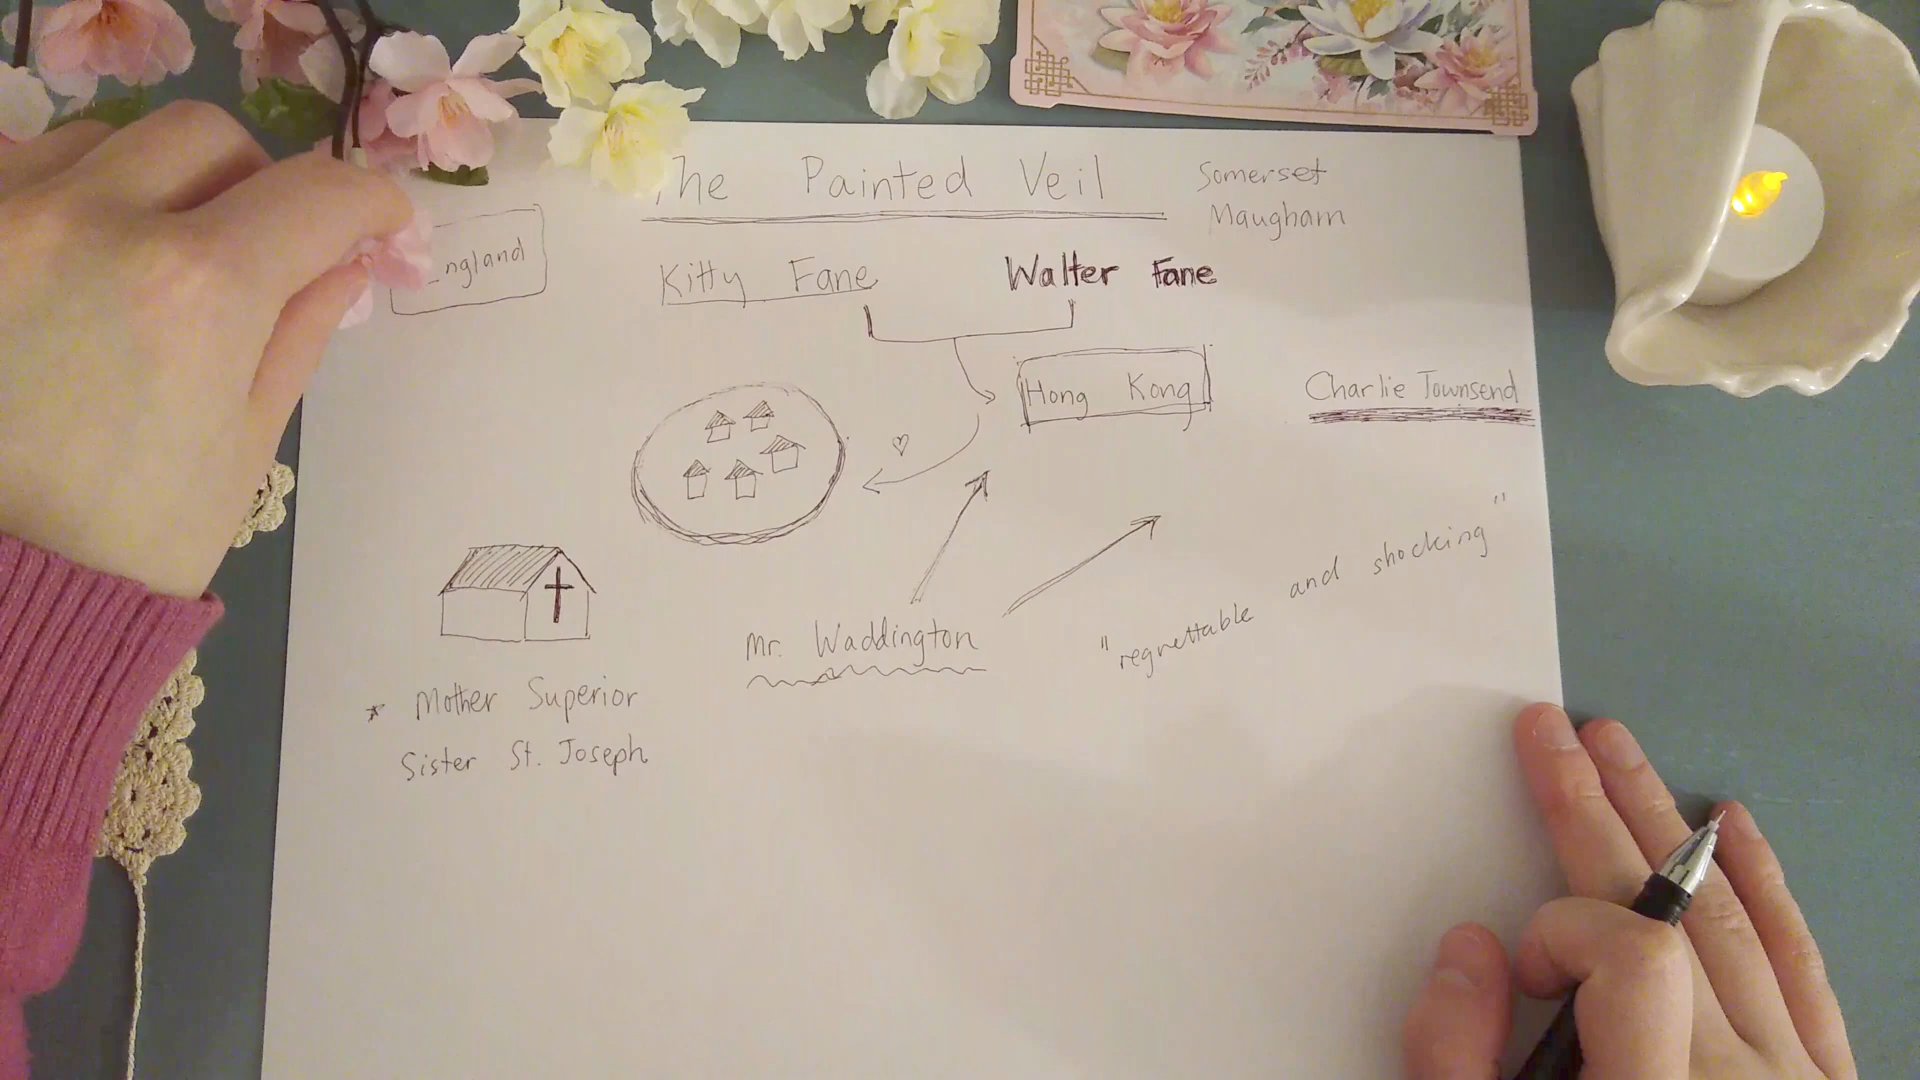 The Painted Veil
Somerset
Maugham
ngland
Kitty Fane
Walter Fane
Hong Kong
Charlie Townsend
"regrettable and shocking"
Mr. Waddington
* Mother Superior
Sister St. Joseph